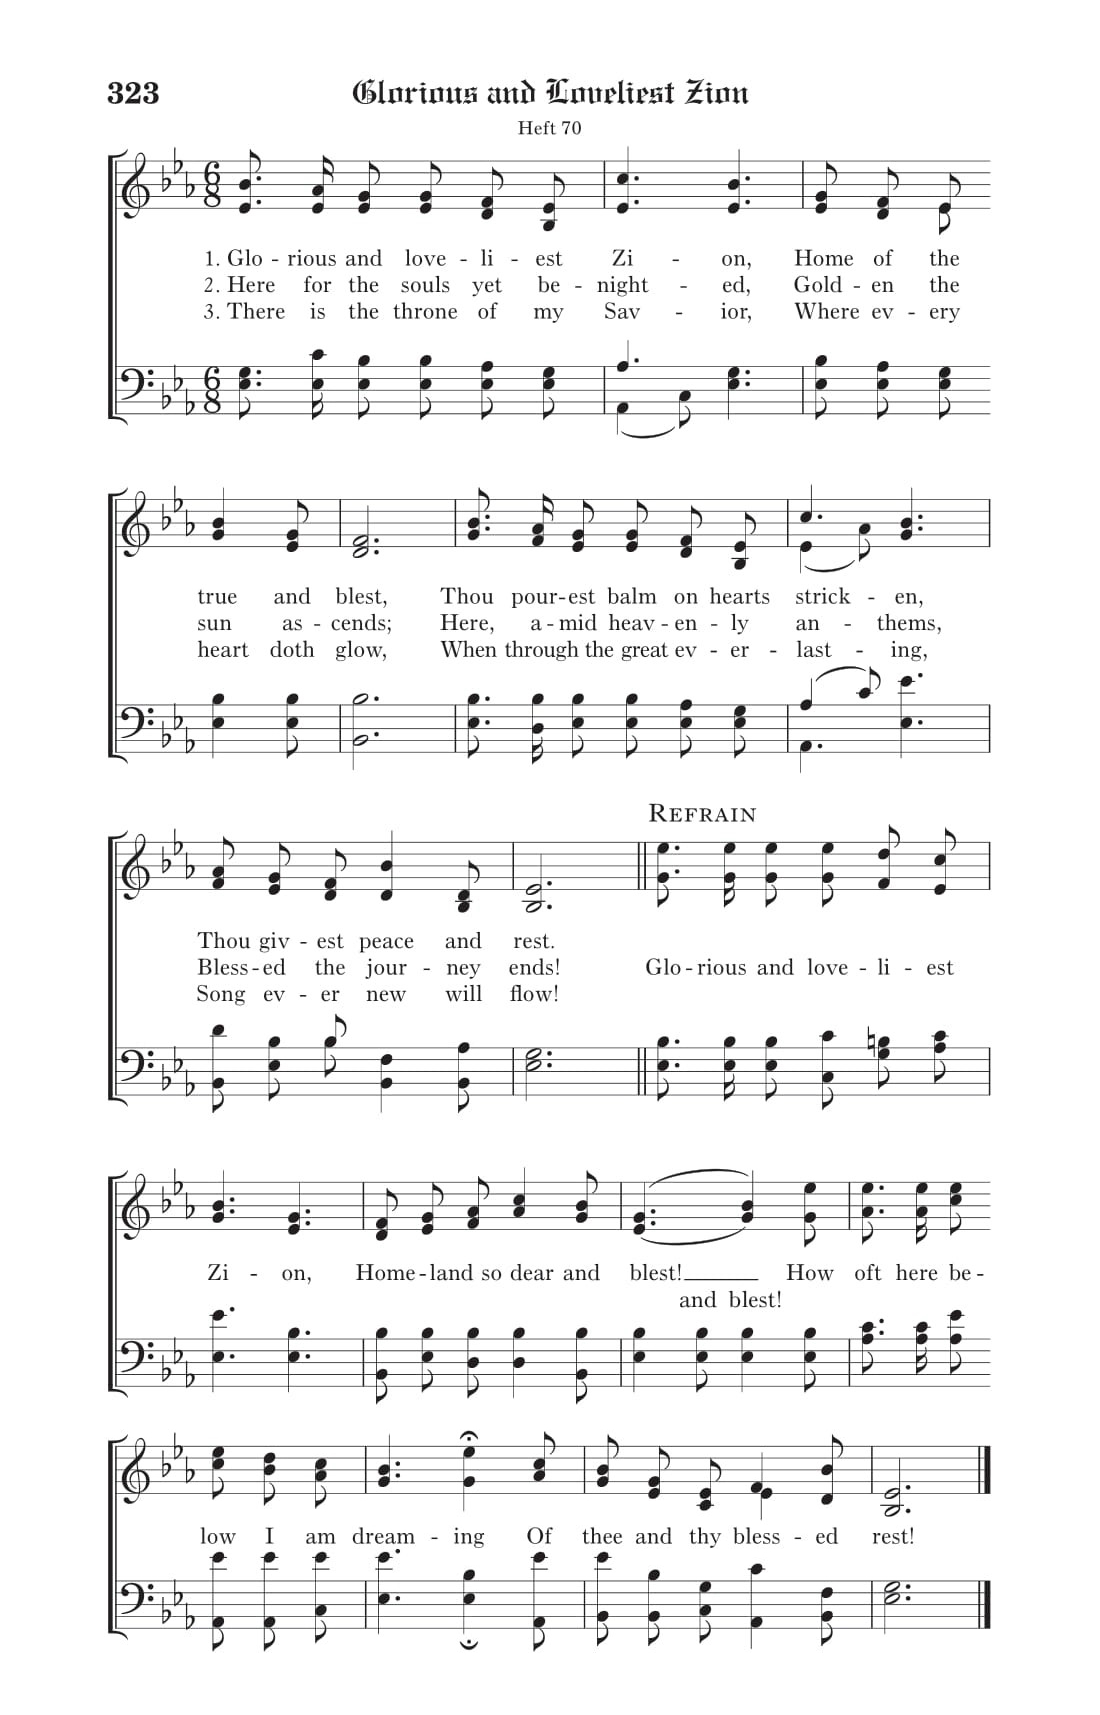 323 Glorious and Loveliest Zion
Heft 70
1. Glo - rious and love - li - est Zi - on, Home of the
2. Here for the souls yet be - night - ed, Gold - en the
3. There is the throne of my Sav - ior, Where ev - ery
true and blest, Thou pour-est balm on hearts strick - en,
sun as - cends; Here, a - mid heav - en - ly an - thems,
heart doth glow, When through the great ev - er - last - ing,
REFRAIN
Thou giv - est peace and rest.
Bless - ed the jour - ney ends! Glo - rious and love - li - est
Song ev - er new will flow!
Zi - on, Home - land so dear and blest! How oft here be -
and blest!
low I am dream - ing Of thee and thy bless - ed rest!